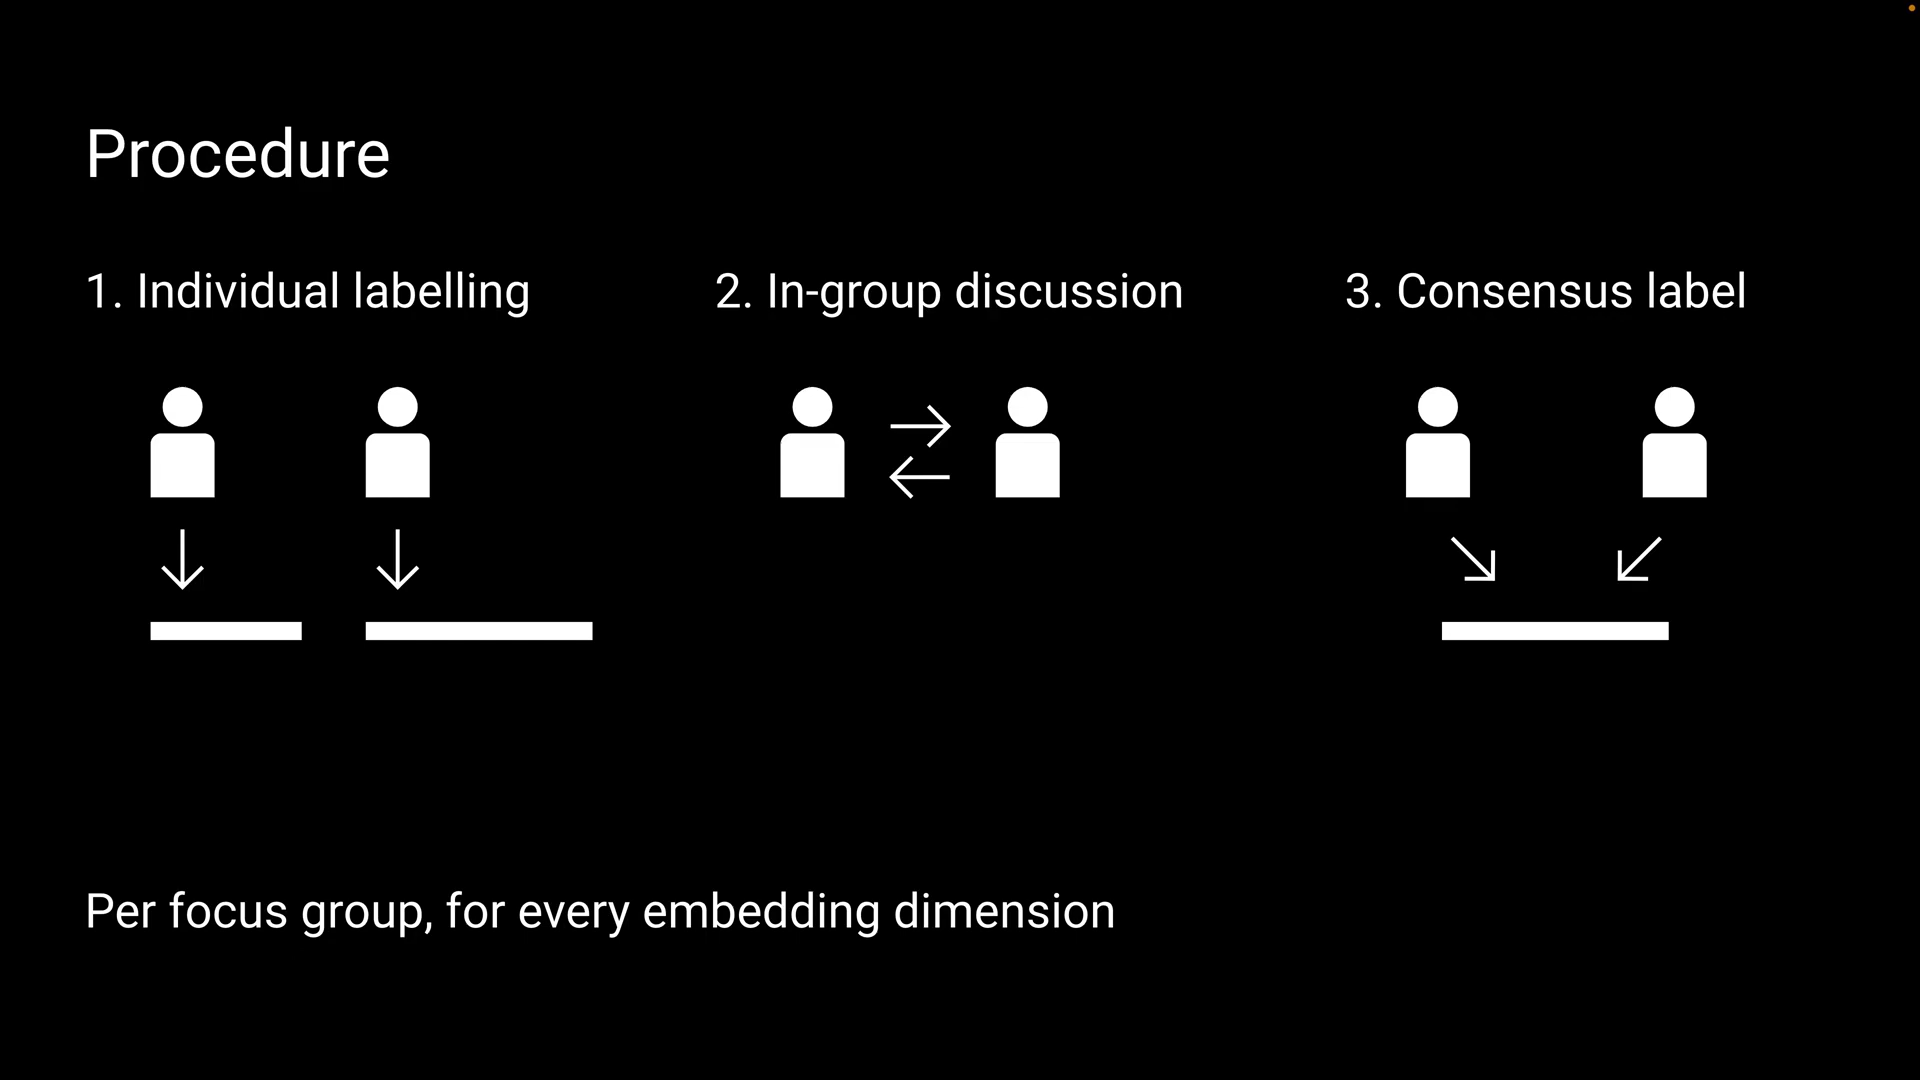 Procedure
1. Individual labelling
2. In-group discussion
3. Consensus label
Per focus group, for every embedding dimension